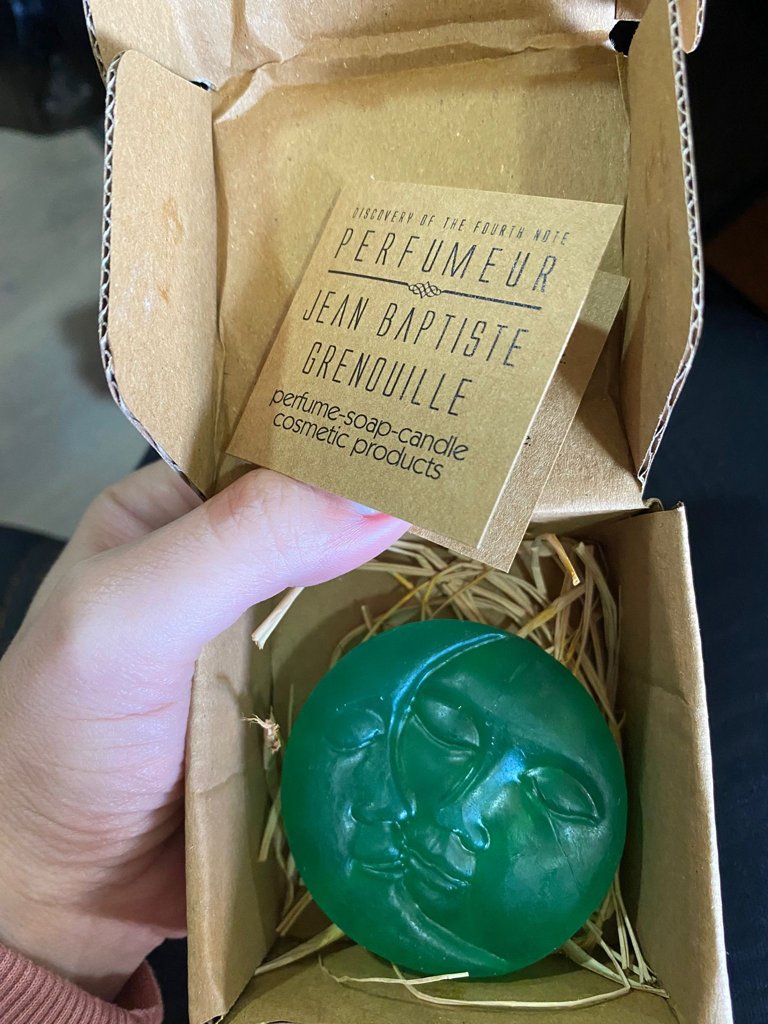 DISCOVERY OF THE FOURTH NOTE
PERFUMEUR
JEAN BAPTISTE
GRENOUILLE
perfume-soap-candle
cosmetic products